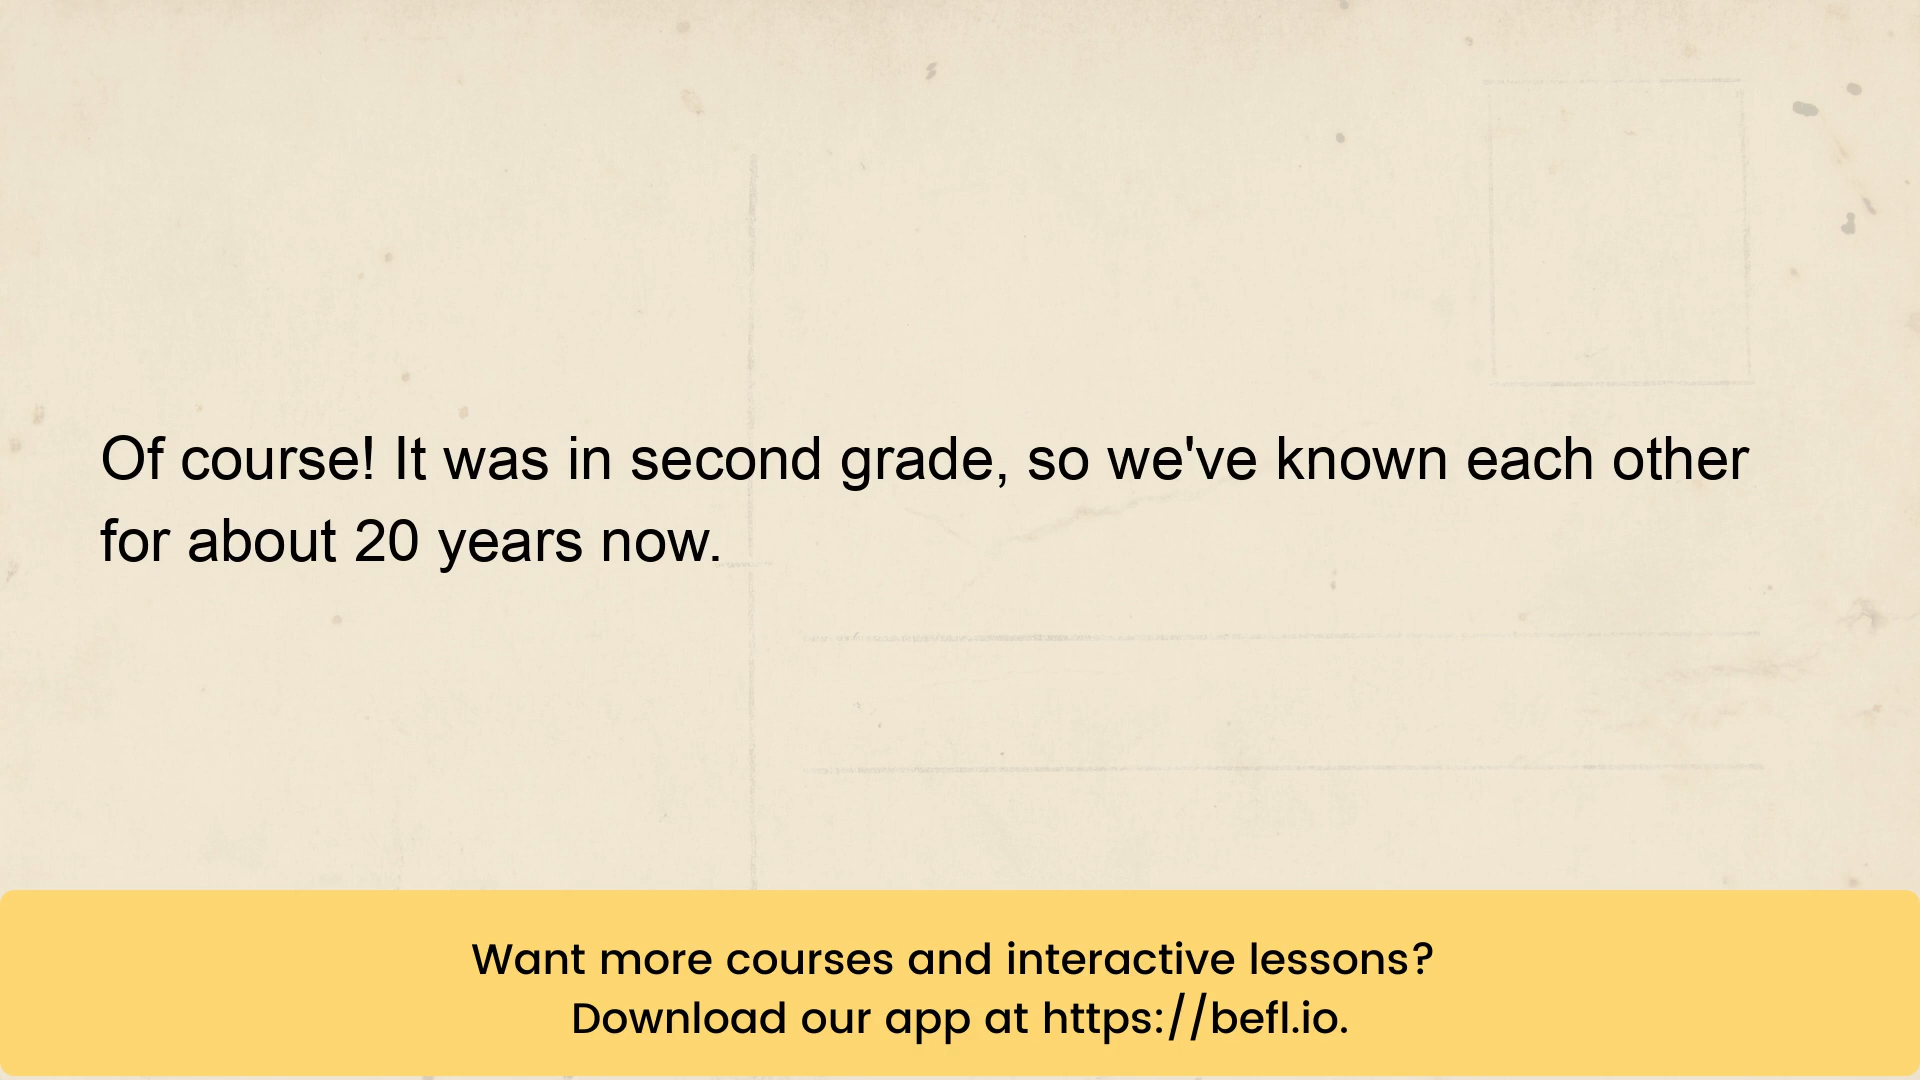 Of course! It was in second grade, so we've known each other
for about 20 years now.
Want more courses and interactive lessons?
Download our app at https://befl.io.